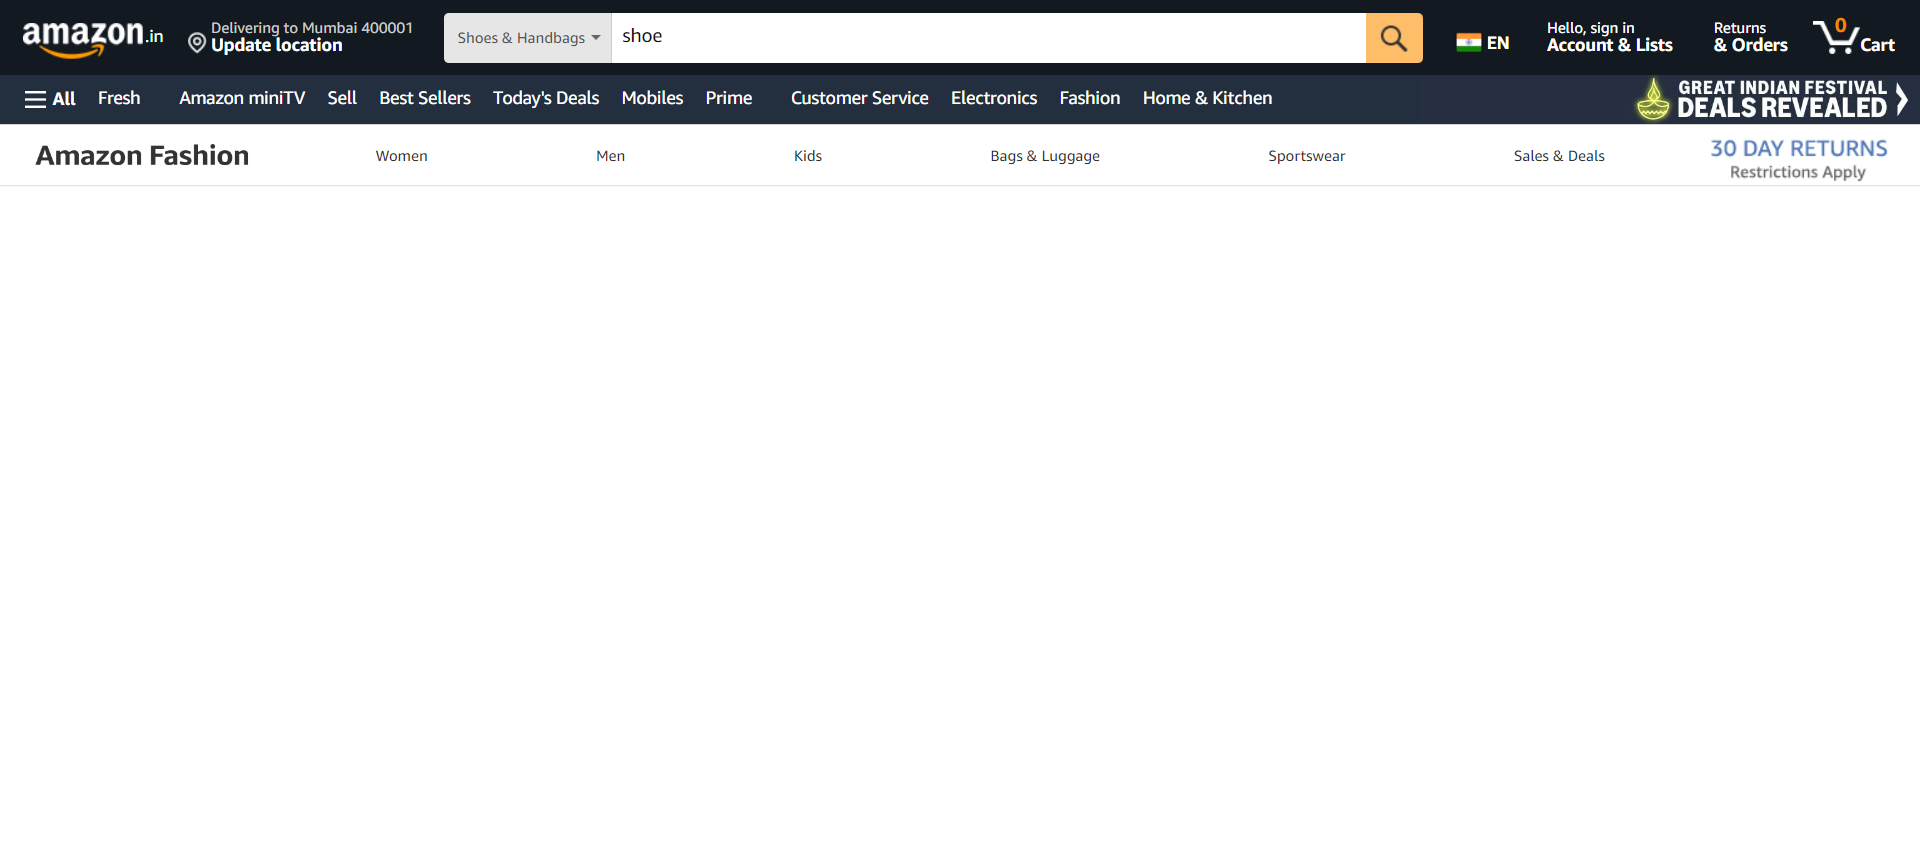 amazon.in
Delivering to Mumbai 400001
Update location
Shoes & Handbags
shoe
EN
Hello, sign in
Account & Lists
Returns
& Orders
0
Cart
All
Fresh
Amazon miniTV
Sell
Best Sellers
Today's Deals
Mobiles
Prime
Customer Service
Electronics
Fashion
Home & Kitchen
GREAT INDIAN FESTIVAL
DEALS REVEALED
Amazon Fashion
Women
Men
Kids
Bags & Luggage
Sportswear
Sales & Deals
30 DAY RETURNS
Restrictions Apply